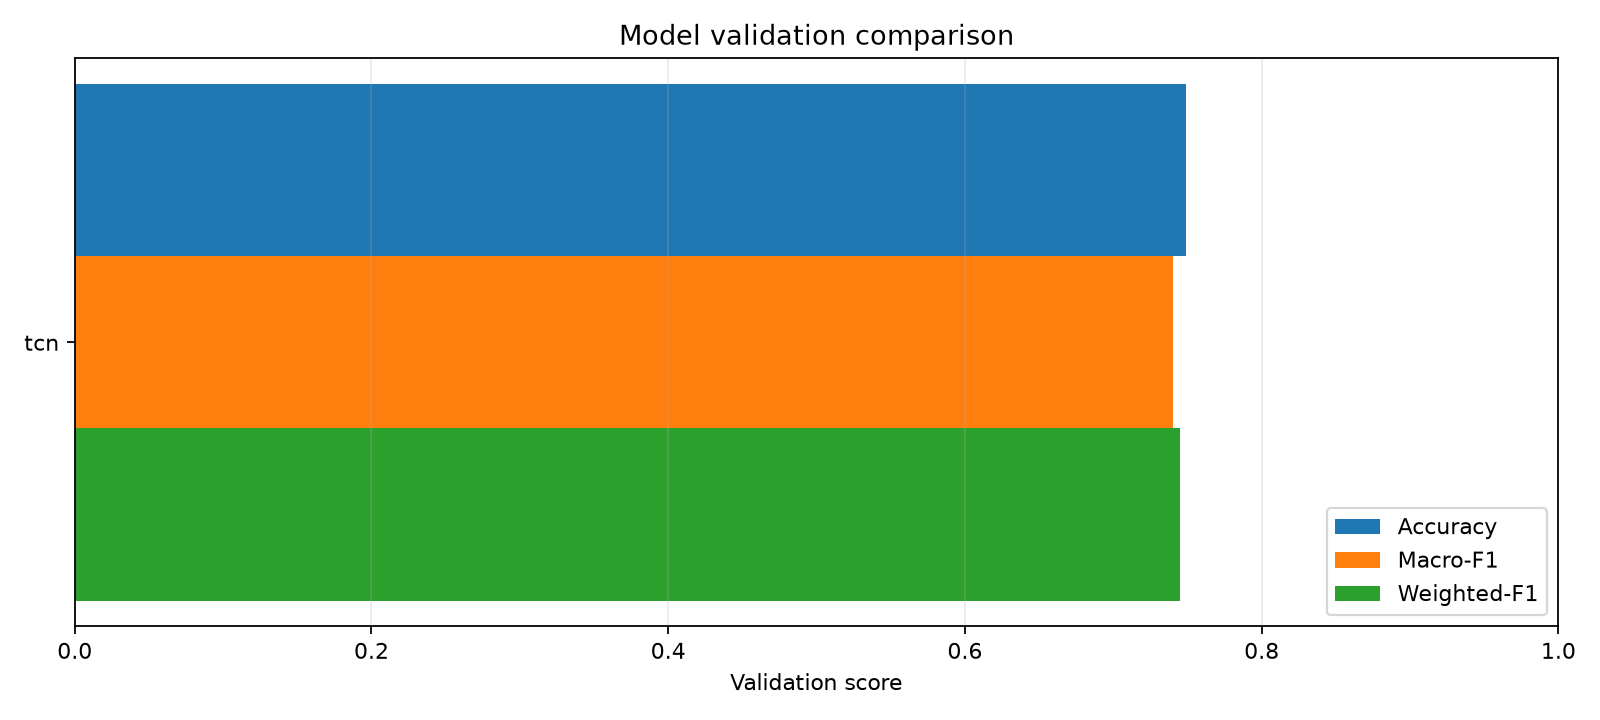 Model validation comparison
tcn
Accuracy
Macro-F1
Weighted-F1
0.0 0.2 0.4 0.6 0.8 1.0
Validation score